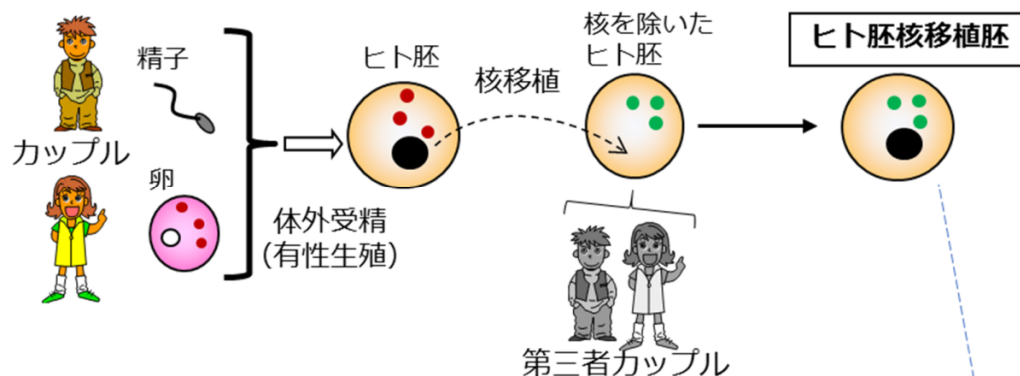 カップル
精子
卵
体外受精
（有性生殖）
ヒト胚
核移植
核を除いた
ヒト胚
第三者カップル
ヒト胚核移植胚